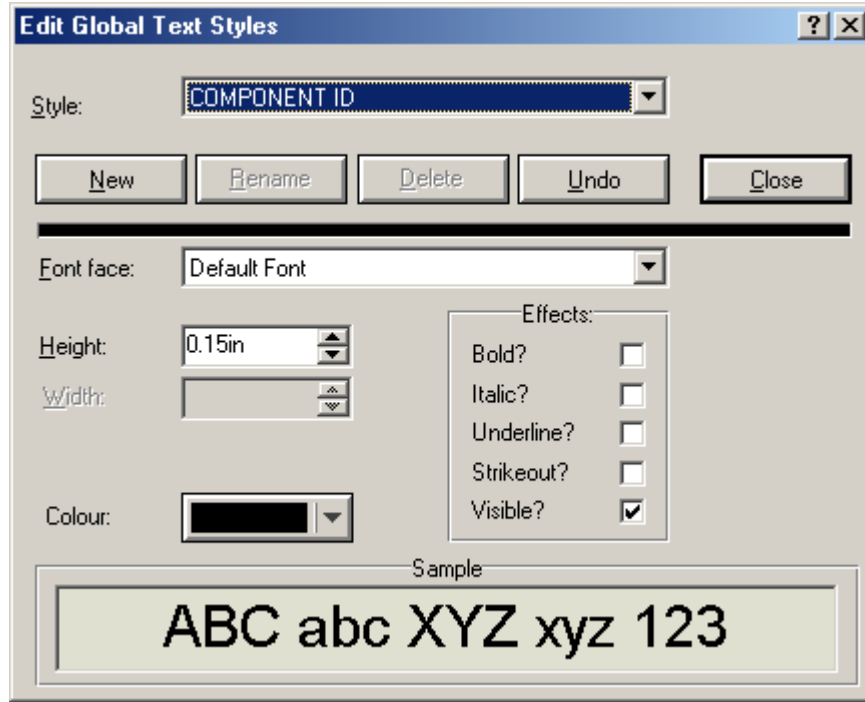 Edit Global Text Styles
Style: COMPONENT ID
New Rename Delete Undo Close
Font face: Default Font
Effects:
Height: 0.15in
Bold?
Width:
Italic?
Underline?
Strikeout?
Colour:
Visible?
Sample
ABC abc XYZ xyz 123